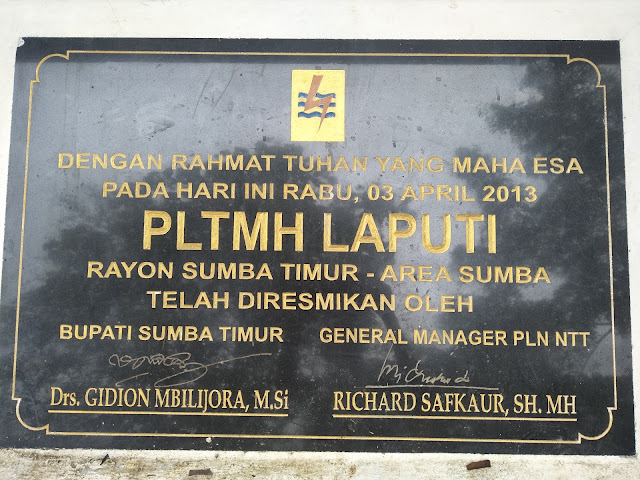 DENGAN RAHMAT TUHAN YANG MAHA ESA
PADA HARI INI RABU, 03 APRIL 2013
PLTMH LAPUTI
RAYON SUMBA TIMUR - AREA SUMBA
TELAH DIRESMIKAN OLEH
BUPATI SUMBA TIMUR GENERAL MANAGER PLN NTT
Drs. GIDION MBILIJORA, M.Si RICHARD SAFKAUR, SH. MH